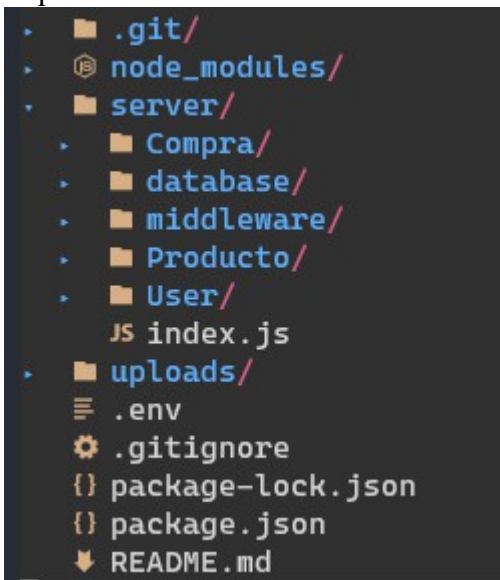 .git/
node_modules/
server/
Compra/
database/
middleware/
Producto/
User/
JS index.js
uploads/
.env
.gitignore
{} package-lock.json
{} package.json
README.md